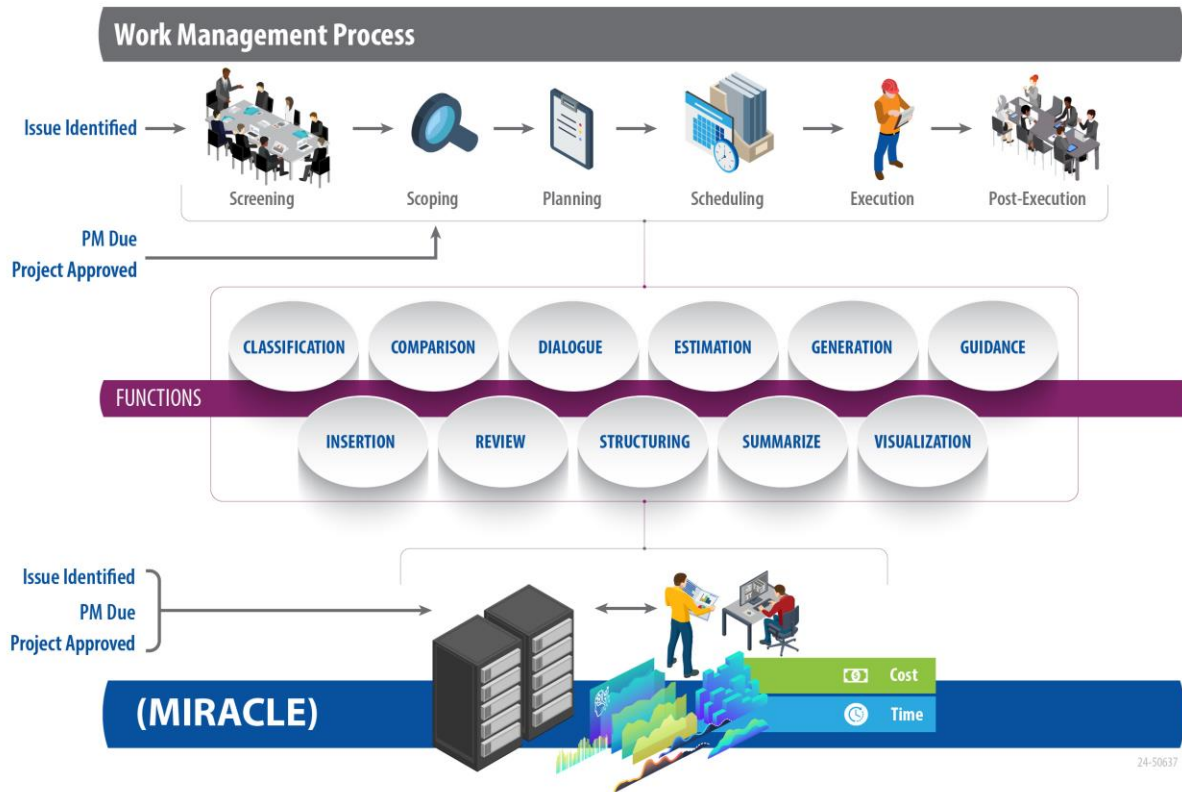 Work Management Process
Issue Identified
Screening
Scoping
Planning
Scheduling
Execution
Post-Execution
PM Due
Project Approved
CLASSIFICATION
COMPARISON
DIALOGUE
ESTIMATION
GENERATION
GUIDANCE
FUNCTIONS
INSERTION
REVIEW
STRUCTURING
SUMMARIZE
VISUALIZATION
Issue Identified
PM Due
Project Approved
(MIRACLE)
Cost
Time
24-50637